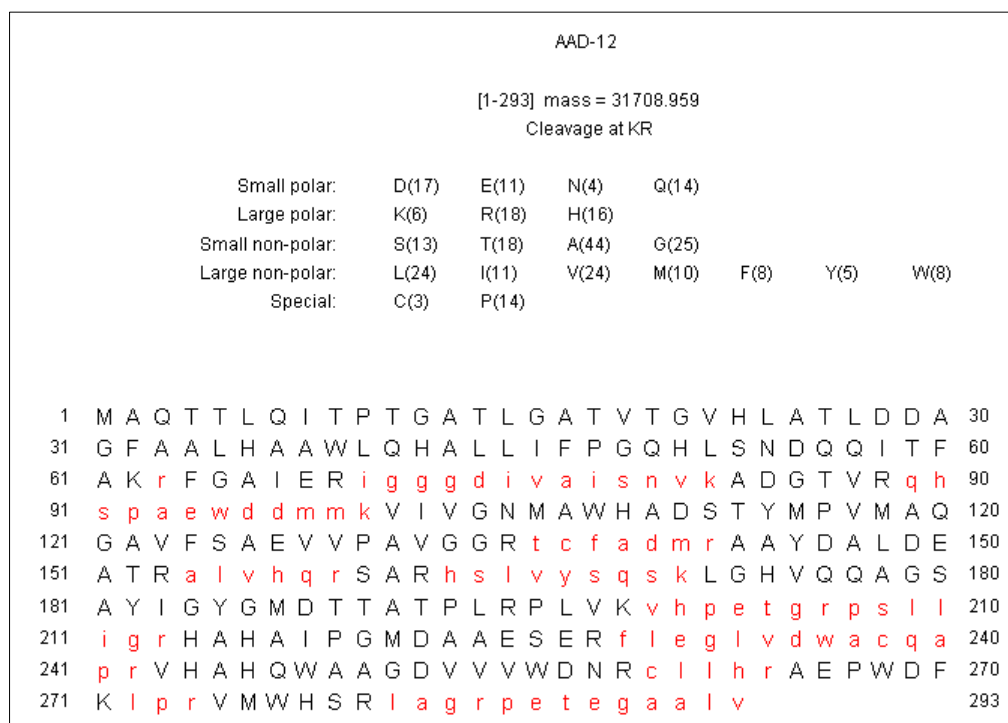 AAD-12
[1-293] mass = 31708.959
Cleavage at KR
Small polar: D(17) E(11) N(4) Q(14)
Large polar: K(6) R(18) H(16)
Small non-polar: S(13) T(18) A(44) G(25)
Large non-polar: L(24) I(11) V(24) M(10) F(8) Y(5) W(8)
Special: C(3) P(14)
1 M A Q T T L Q I T P T G A T L G A T V T G V H L A T L D D A 30
31 G F A A L H A A W L Q H A L L I F P G Q H L S N D Q Q I T F 60
61 A K r F G A I E R i g g g d i v a i s n v k A D G T V R q h 90
91 s p a e w d d m m k V I V G N M A W H A D S T Y M P V M A Q 120
121 G A V F S A E V V P A V G G R t c f a d m r A A Y D A L D E 150
151 A T R a l v h q r S A R h s l v y s q s k L G H V Q Q A G S 180
181 A Y I G Y G M D T T A T P L R P L V K v h p e t g r p s l l 210
211 i g r H A H A I P G M D A A E S E R f l e g l v d w a c q a 240
241 p r V H A H Q W A A G D V V V W D N R c l l h r A E P W D F 270
271 K l p r V M W H S R l a g r p e t e g a a l v 293